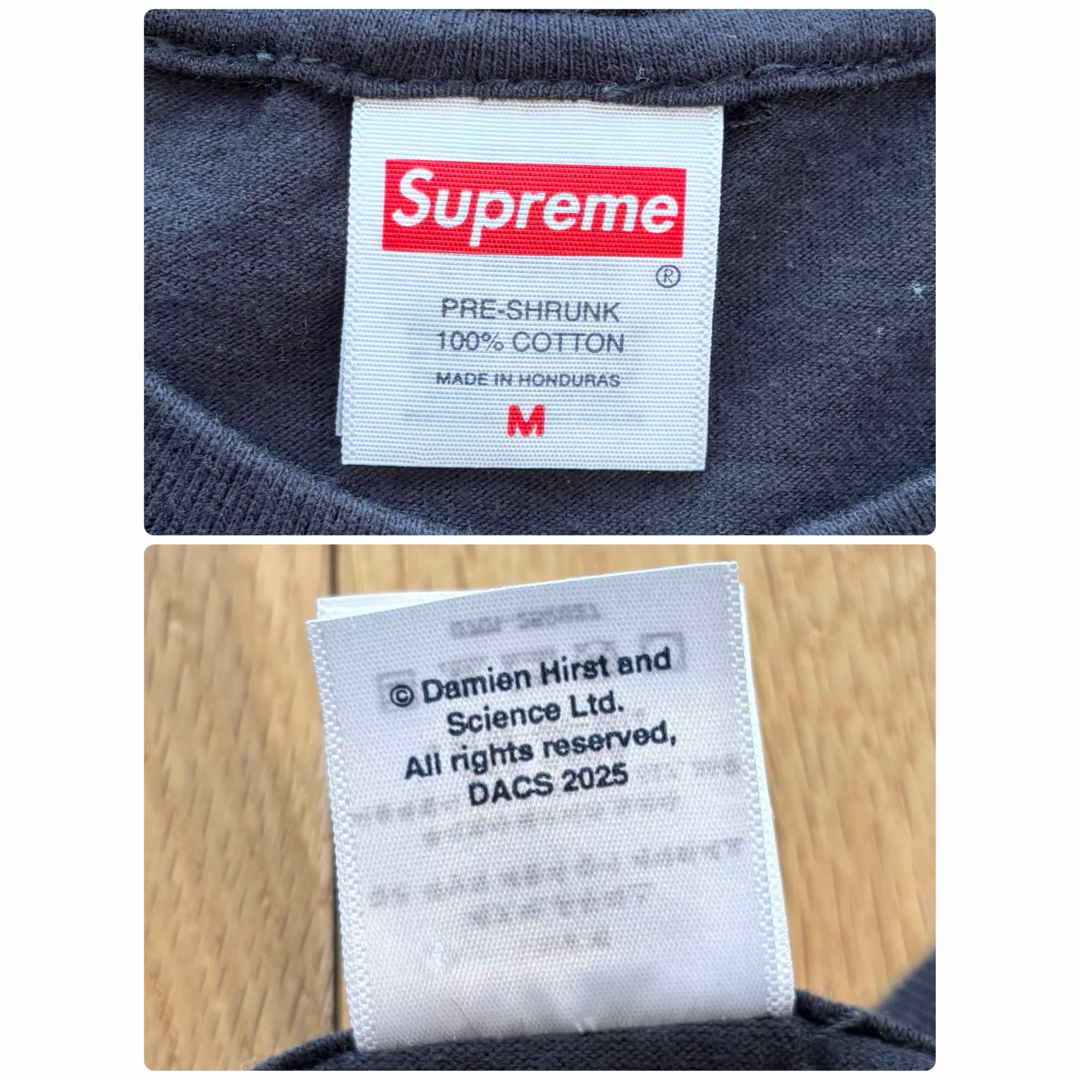 Supreme
®
PRE-SHRUNK
100% COTTON
MADE IN HONDURAS
M
© Damien Hirst and
Science Ltd.
All rights reserved,
DACS 2025